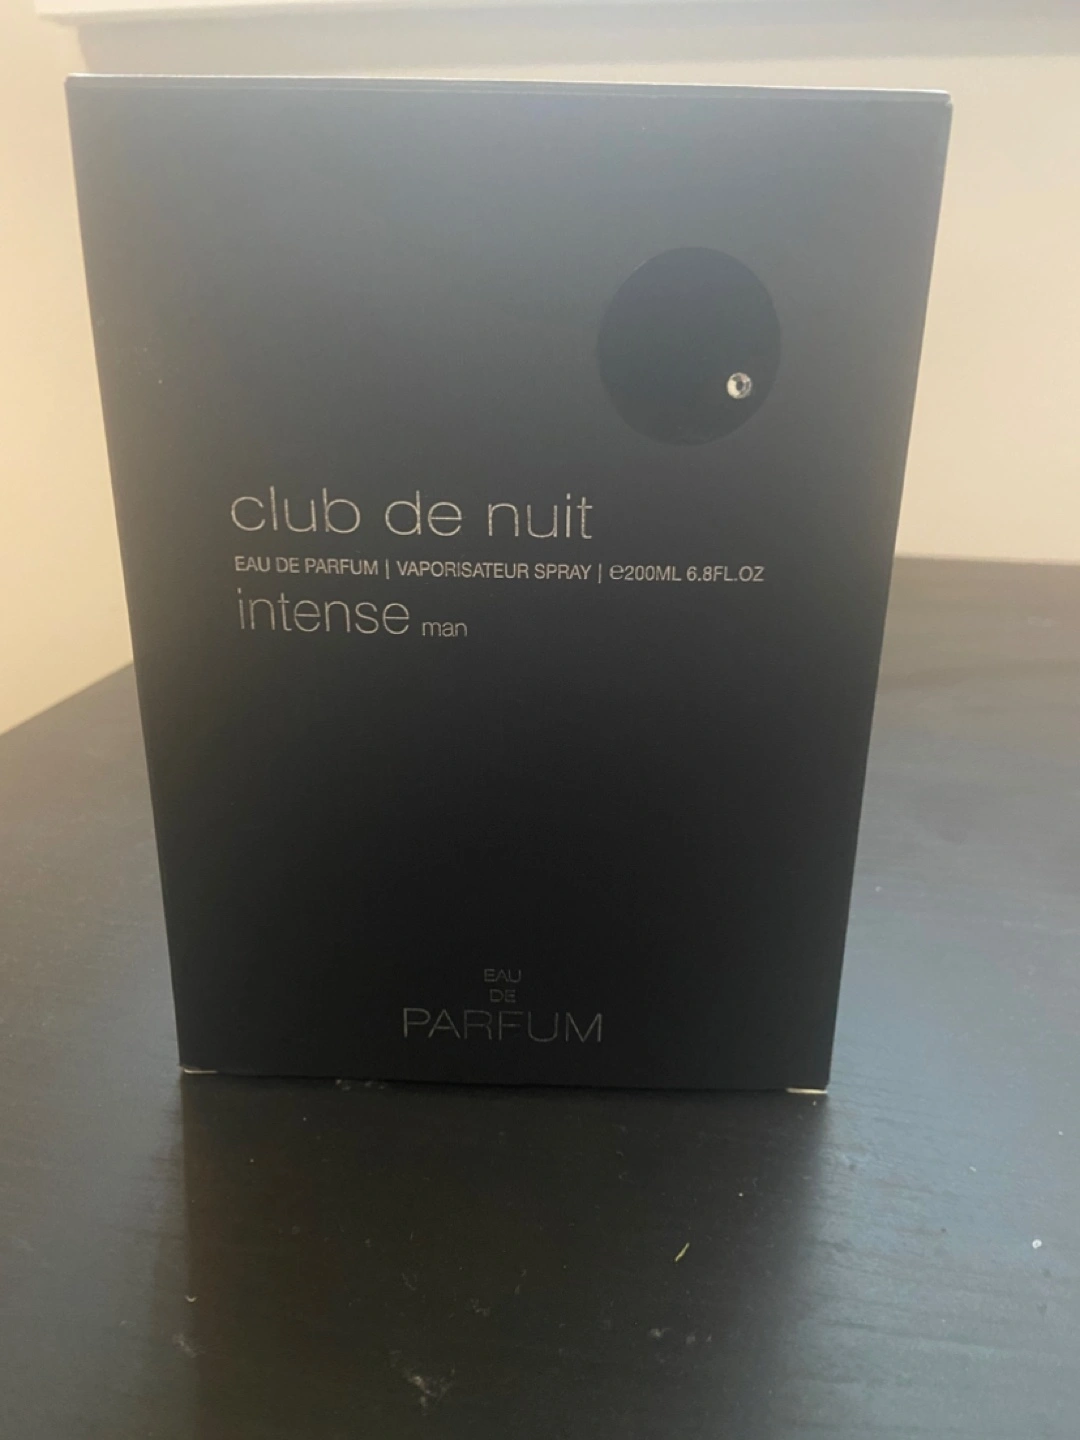 club de nuit
EAU DE PARFUM | VAPORISATEUR SPRAY | ℮200ML 6.8FL.OZ
intense man
EAU
DE
PARFUM